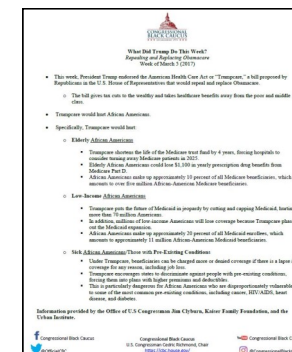 CONGRESSIONAL
BLACK CAUCUS
What Did Trump Do This Week?
Repealing and Replacing Obamacare
Week of March 5 (2017)
• This week, President Trump endorsed the American Health Care Act or "Trumpcare," a bill proposed by
Republicans in the U.S. House of Representatives that would repeal and replace Obamacare.
o The bill gives tax cuts to the wealthy and takes healthcare benefits away from the poor and middle
class.
• Trumpcare would hurt African Americans.
• Specifically, Trumpcare would hurt:
o Elderly African Americans
▪ Trumpcare shortens the life of the Medicare trust fund by 4 years, forcing hospitals to
consider turning away Medicare patients in 2025.
▪ Elderly African Americans could lose $1,100 in yearly prescription drug benefits from
Medicare Part D.
▪ African Americans make up approximately 10 percent of all Medicare beneficiaries, which
amounts to over five million African-American Medicare beneficiaries.
o Low-Income African Americans
▪ Trumpcare puts the future of Medicaid in jeopardy by cutting and capping Medicaid, hurting
more than 70 million Americans.
▪ In addition, millions of low-income Americans will lose coverage because Trumpcare phases
out the Medicaid expansion.
▪ African Americans make up approximately 20 percent of all Medicaid enrollees, which
amounts to approximately 11 million African-American Medicaid beneficiaries.
o Sick African Americans/Those with Pre-Existing Conditions
▪ Under Trumpcare, beneficiaries can be charged more or denied coverage if there is a lapse in
coverage for any reason, including job loss.
▪ Trumpcare encourages states to discriminate against people with pre-existing conditions,
forcing them into plans with higher premiums and deductibles.
▪ This is particularly dangerous for African Americans who are disproportionately vulnerable
to some of the most common pre-existing conditions, including cancer, HIV/AIDS, heart
disease, and diabetes.
Information provided by the Office of U.S Congressman Jim Clyburn, Kaiser Family Foundation, and the
Urban Institute.
Congressional Black Caucus
Congressional Black Caucus
Congressional Black C
U.S. Congressman Cedric Richmond, Chair
https://cbc.house.gov/
@OfficialCBC